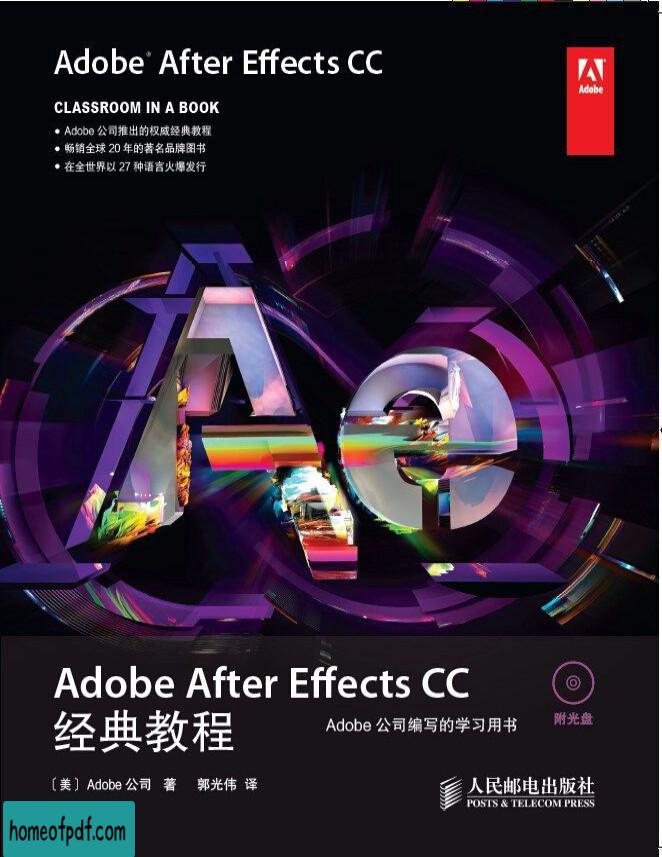 Adobe® After Effects CC
Adobe
CLASSROOM IN A BOOK
● Adobe 公司推出的权威经典教程
● 畅销全球 20 年的著名品牌图书
● 在全世界以 27 种语言火爆发行
Ae
Adobe After Effects CC
经典教程
Adobe 公司编写的学习用书
附光盘
〔美〕Adobe 公司 著 郭光伟 译
人民邮电出版社
POSTS & TELECOM PRESS
homeofpdf.com